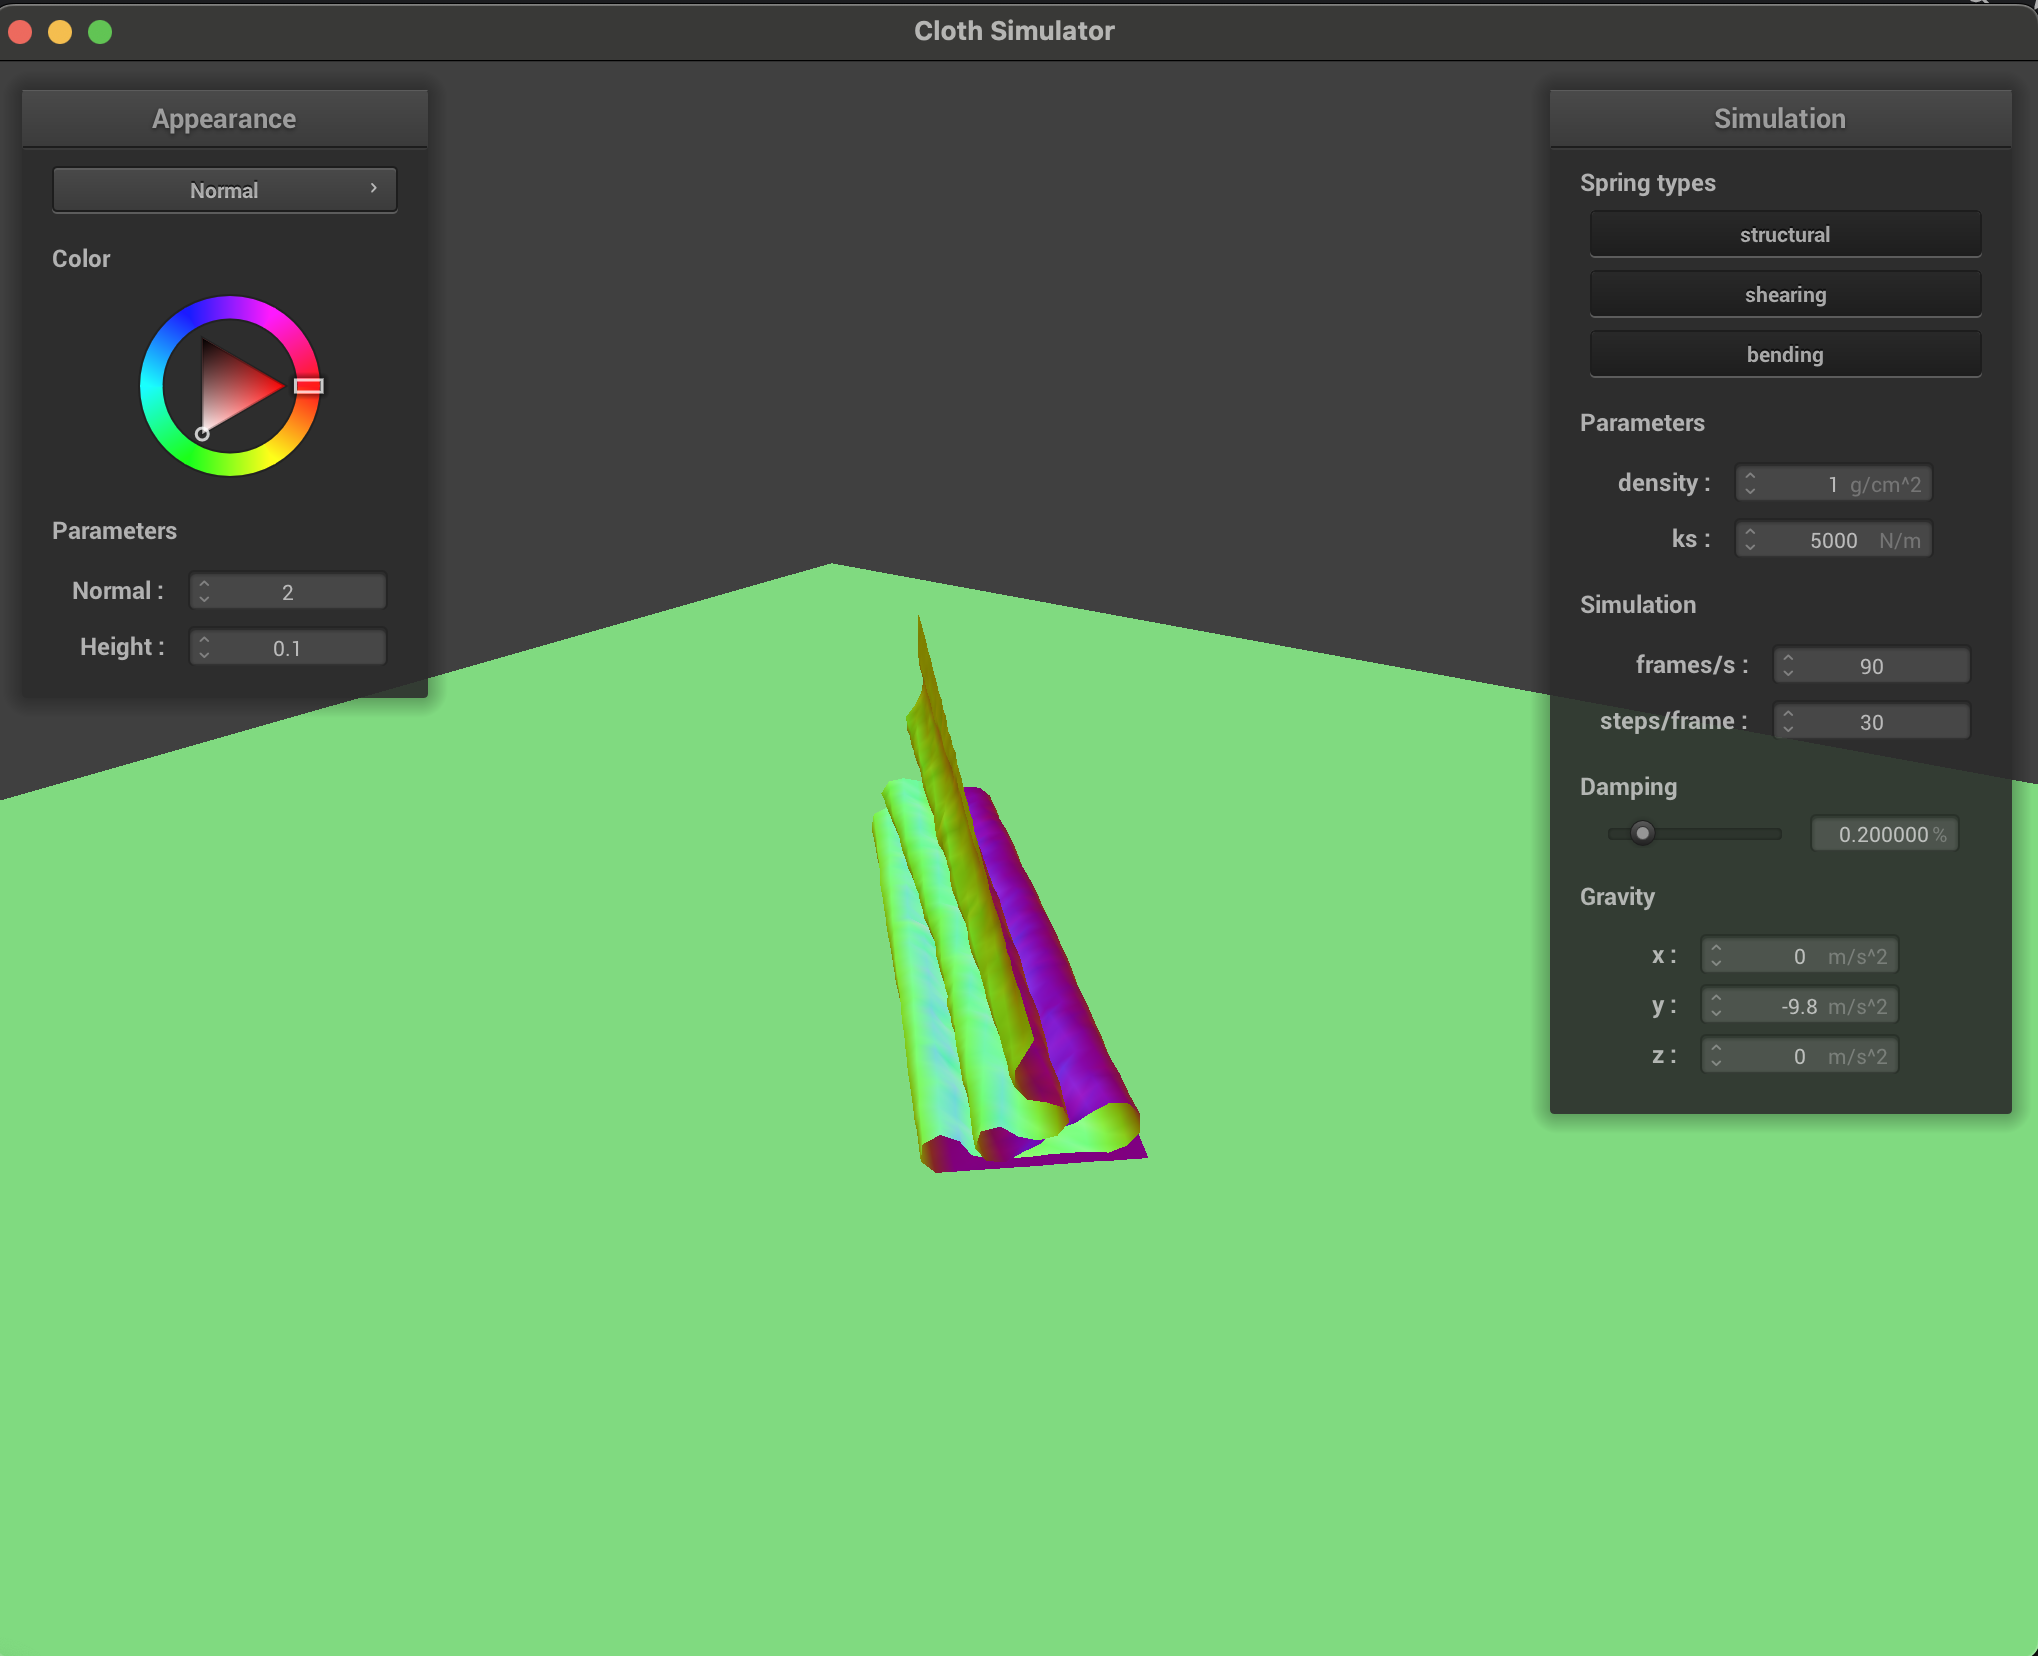 Cloth Simulator
Appearance
Normal
Color
Parameters
Normal : 2
Height : 0.1
Simulation
Spring types
structural
shearing
bending
Parameters
density : 1 g/cm^2
ks : 5000 N/m
Simulation
frames/s : 90
steps/frame : 30
Damping
0.200000 %
Gravity
x : 0 m/s^2
y : -9.8 m/s^2
z : 0 m/s^2